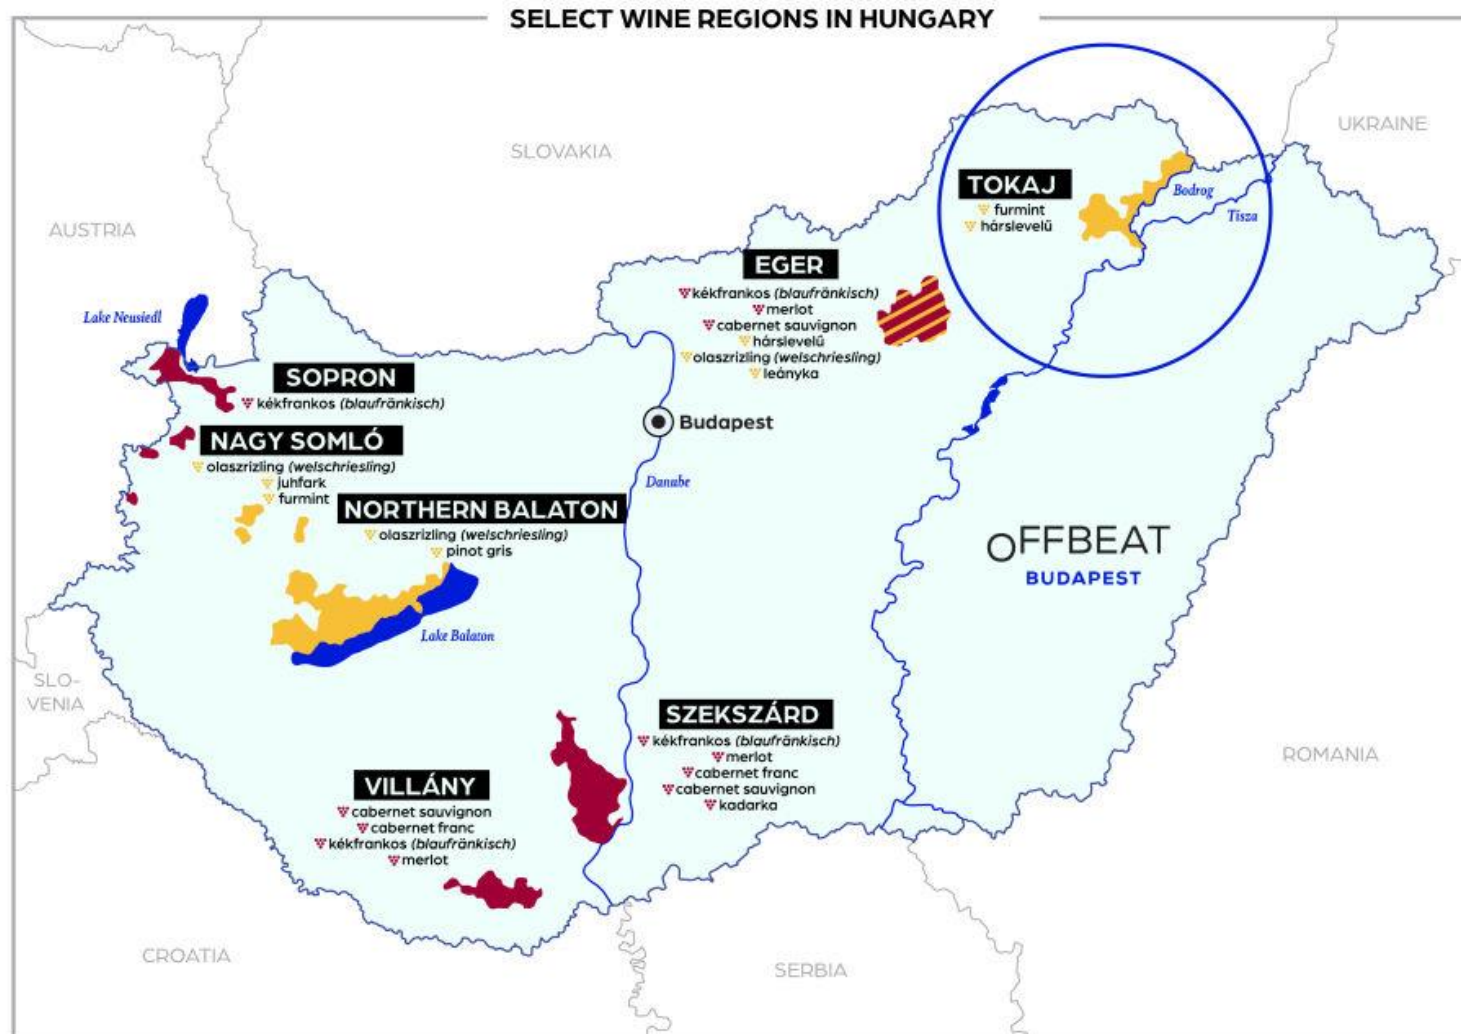 SELECT WINE REGIONS IN HUNGARY
SLOVAKIA
UKRAINE
AUSTRIA
TOKAJ
furmint
hárslevelű
Bodrog
Tisza
EGER
kékfrankos (blaufränkisch)
merlot
cabernet sauvignon
hárslevelű
olaszrizling (welschriesling)
leányka
Lake Neusiedl
SOPRON
kékfrankos (blaufränkisch)
NAGY SOMLÓ
olaszrizling (welschriesling)
juhfark
furmint
Budapest
Danube
NORTHERN BALATON
olaszrizling (welschriesling)
pinot gris
Lake Balaton
OFFBEAT
BUDAPEST
SLO-
VENIA
SZEKSZÁRD
kékfrankos (blaufränkisch)
merlot
cabernet franc
cabernet sauvignon
kadarka
ROMANIA
VILLÁNY
cabernet sauvignon
cabernet franc
kékfrankos (blaufränkisch)
merlot
CROATIA
SERBIA